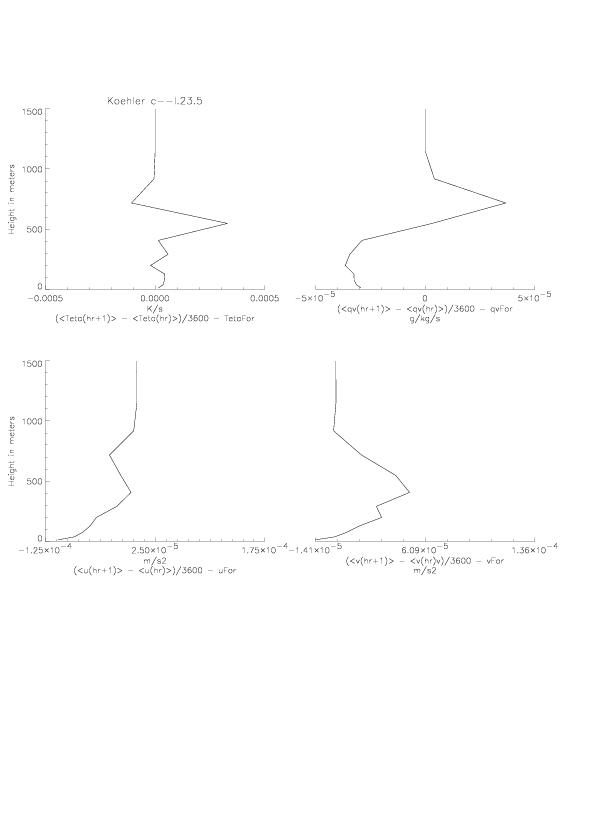 Koehler c--l.23.5
1500
1000
500
0
Height in meters
-0.0005 0.0000 0.0005
K/s
(<Teta(hr+1)> - <Teta(hr)>)/3600 - TetaFor
-5×10⁻⁵ 0 5×10⁻⁵
(<qv(hr+1)> - <qv(hr)>)/3600 - qvFor
g/kg/s
1500
1000
500
0
Height in meters
-1.25×10⁻⁴ 2.50×10⁻⁵ 1.75×10⁻⁴
m/s2
(<u(hr+1)> - <u(hr)>)/3600 - uFor
-1.41×10⁻⁵ 6.09×10⁻⁵ 1.36×10⁻⁴
(<v(hr+1)> - <v(hr)v)/3600 - vFor
m/s2